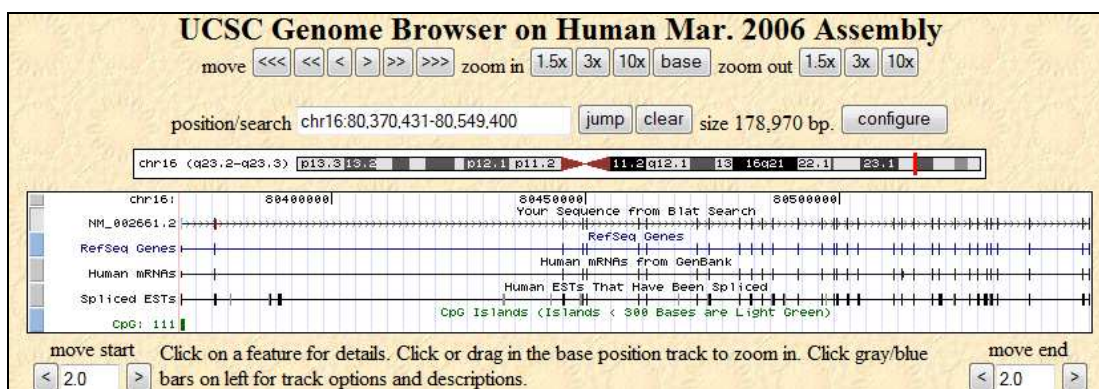 UCSC Genome Browser on Human Mar. 2006 Assembly
move <<< << < > >> >>> zoom in 1.5x 3x 10x base zoom out 1.5x 3x 10x
position/search chr16:80,370,431-80,549,400 jump clear size 178,970 bp. configure
chr16 (q23.2-q23.3) p13.3 13.2 p12.1 p11.2 11.2 q12.1 13 16q21 22.1 23.1
chr16: 80400000 80450000 80500000
Your Sequence from Blat Search
NM_002661.2
RefSeq Genes
RefSeq Genes
Human mRNAs from GenBank
Human mRNAs
Human ESTs That Have Been Spliced
Spliced ESTs
CpG Islands (Islands < 300 Bases are Light Green)
CpG: 111
move start Click on a feature for details. Click or drag in the base position track to zoom in. Click gray/blue move end
< 2.0 > bars on left for track options and descriptions. < 2.0 >